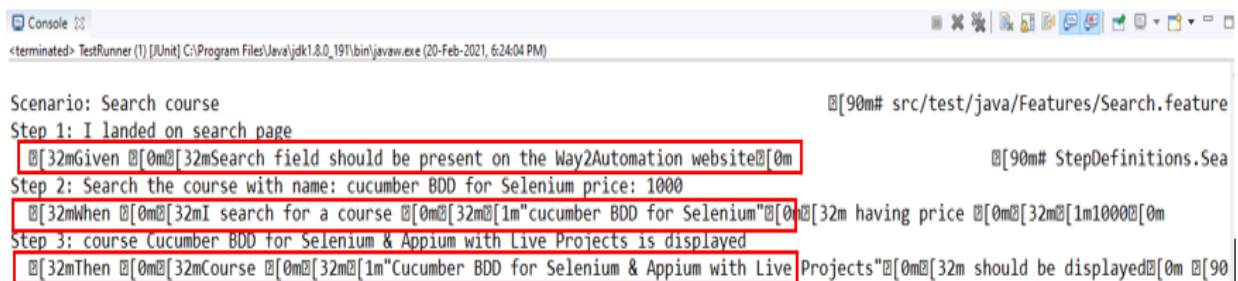 Console
<terminated> TestRunner (1) [JUnit] C:\Program Files\Java\jdk1.8.0_191\bin\javaw.exe (20-Feb-2021, 6:24:04 PM)
Scenario: Search course [90m# src/test/java/Features/Search.feature
Step 1: I landed on search page
[32mGiven [0m[32mSearch field should be present on the Way2Automation website[0m [90m# StepDefinitions.Sea
Step 2: Search the course with name: cucumber BDD for Selenium price: 1000
[32mWhen [0m[32mI search for a course [0m[32m[1m"cucumber BDD for Selenium"[0m[32m having price [0m[32m[1m1000[0m
Step 3: course Cucumber BDD for Selenium & Appium with Live Projects is displayed
[32mThen [0m[32mCourse [0m[32m[1m"Cucumber BDD for Selenium & Appium with Live Projects"[0m[32m should be displayed[0m [90